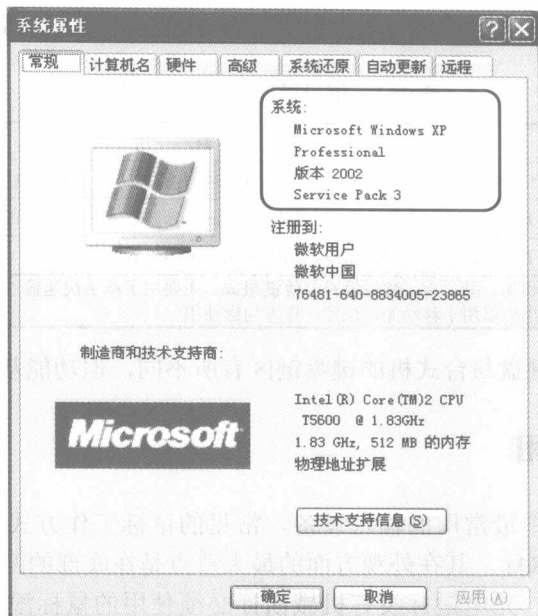 系统属性
常规 计算机名 硬件 高级 系统还原 自动更新 远程
系统:
Microsoft Windows XP
Professional
版本 2002
Service Pack 3
注册到:
微软用户
微软中国
76481-640-8834005-23865
制造商和技术支持商:
Microsoft
Intel(R) Core(TM)2 CPU
T5600 @ 1.83GHz
1.83 GHz, 512 MB 的内存
物理地址扩展
技术支持信息(S)
确定 取消 应用(A)